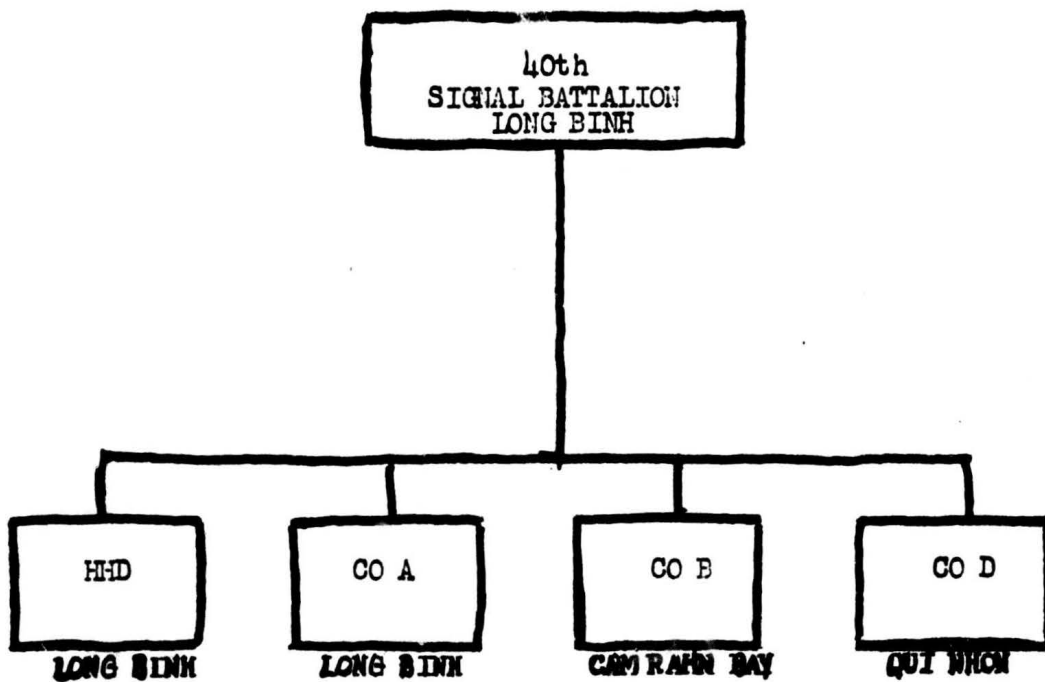 40th
SIGNAL BATTALION
LONG BINH
HHD
CO A
CO B
CO D
LONG BINH
LONG BINH
CAM RAHN BAY
QUI NHON